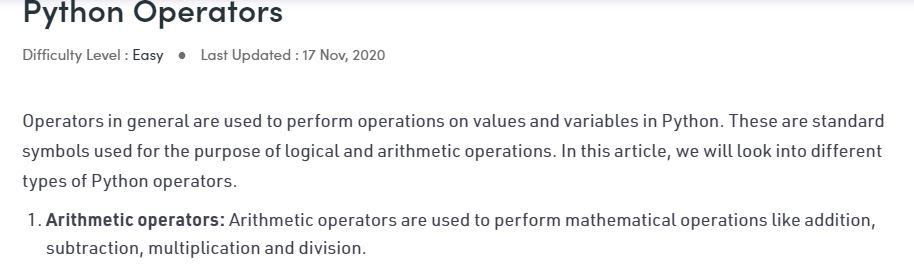 Python Operators
Difficulty Level : Easy ● Last Updated : 17 Nov, 2020
Operators in general are used to perform operations on values and variables in Python. These are standard
symbols used for the purpose of logical and arithmetic operations. In this article, we will look into different
types of Python operators.
1. Arithmetic operators: Arithmetic operators are used to perform mathematical operations like addition,
subtraction, multiplication and division.